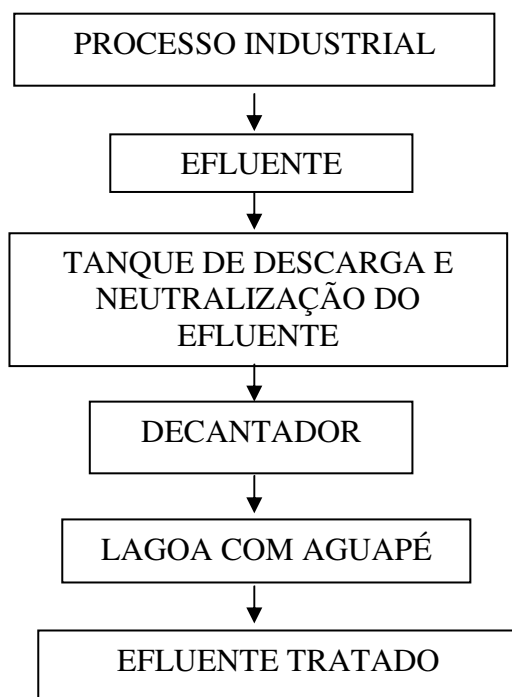 PROCESSO INDUSTRIAL
EFLUENTE
TANQUE DE DESCARGA E
NEUTRALIZAÇÃO DO
EFLUENTE
DECANTADOR
LAGOA COM AGUAPÉ
EFLUENTE TRATADO